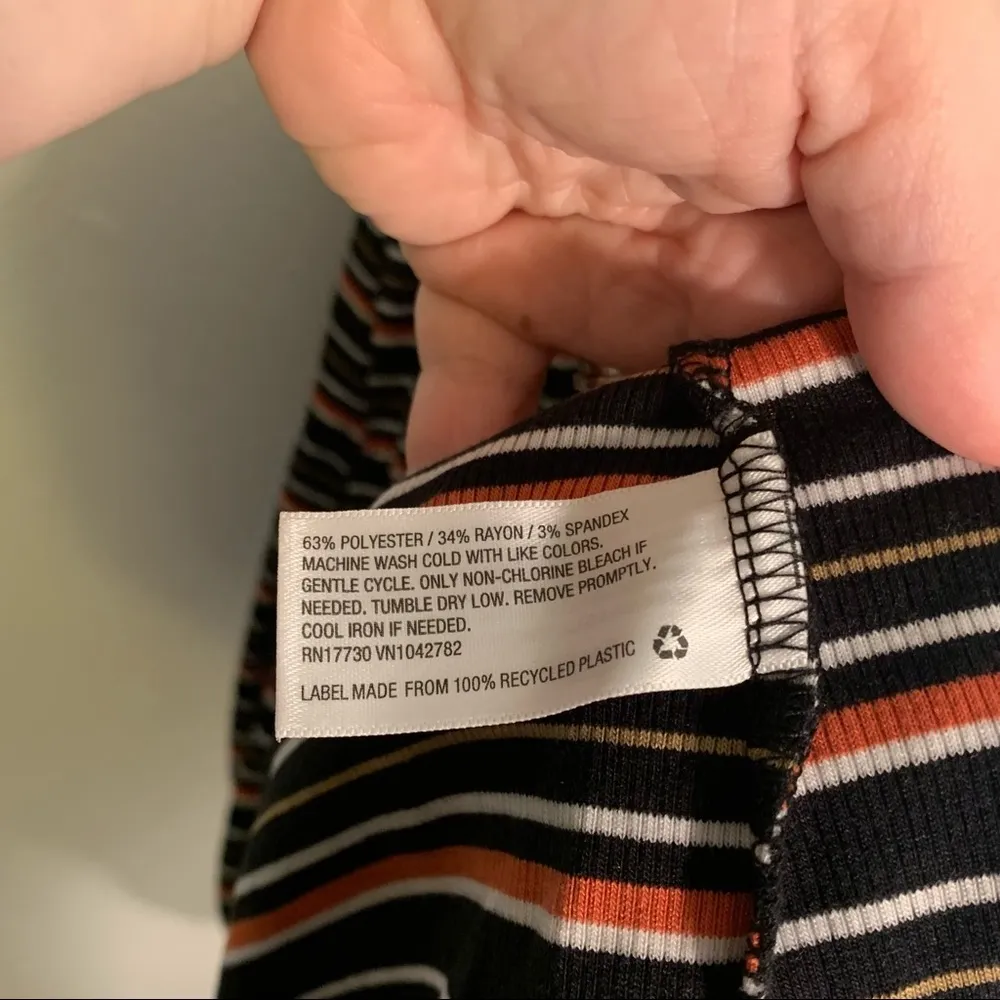 63% POLYESTER / 34% RAYON / 3% SPANDEX
MACHINE WASH COLD WITH LIKE COLORS.
GENTLE CYCLE. ONLY NON-CHLORINE BLEACH IF
NEEDED. TUMBLE DRY LOW. REMOVE PROMPTLY.
COOL IRON IF NEEDED.
RN17730 VN1042782
LABEL MADE FROM 100% RECYCLED PLASTIC